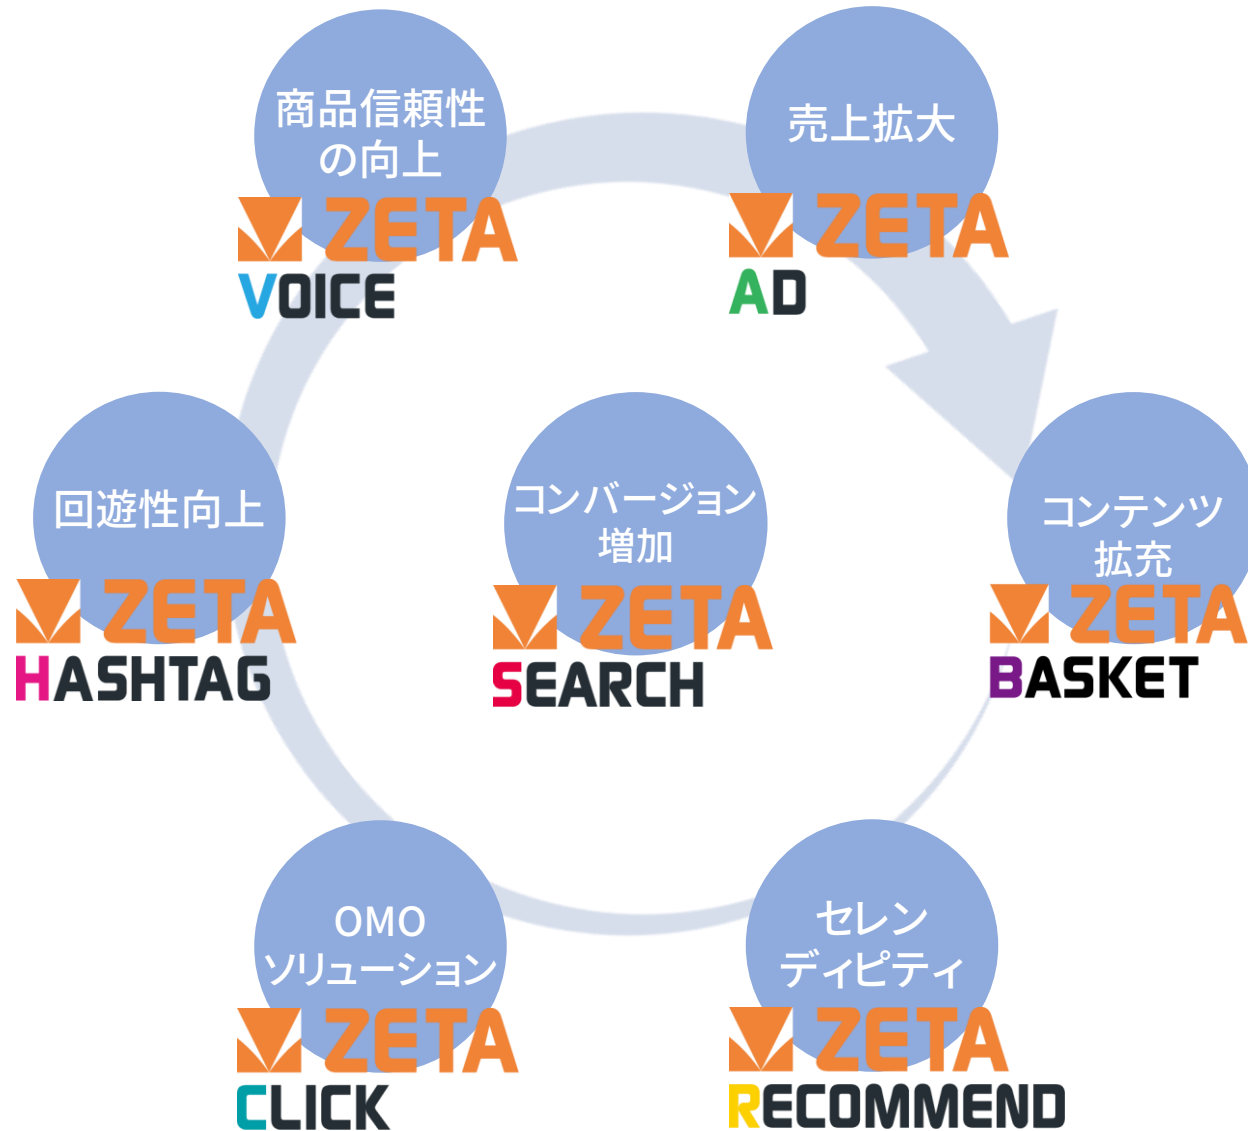 商品信頼性
の向上
ZETA
VOICE
売上拡大
ZETA
AD
回遊性向上
ZETA
HASHTAG
コンバージョン
増加
ZETA
SEARCH
コンテンツ
拡充
ZETA
BASKET
OMO
ソリューション
ZETA
CLICK
セレン
ディピティ
ZETA
RECOMMEND